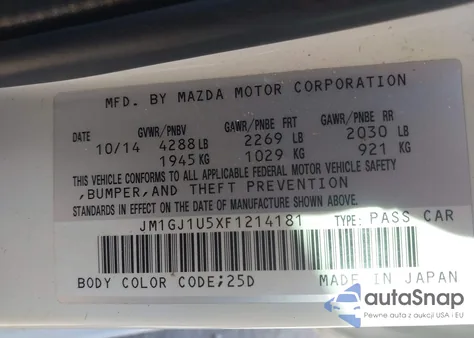 MFD. BY MAZDA MOTOR CORPORATION
DATE GVWR/PNBV GAWR/PNBE FRT GAWR/PNBE RR
10/14 4288LB 2269 LB 2030 LB
1945KG 1029 KG 921 KG
THIS VEHICLE CONFORMS TO ALL APPLICABLE FEDERAL MOTOR VEHICLE SAFETY
,BUMPER,AND THEFT PREVENTION
STANDARDS IN EFFECT ON THE DATE OF MANUFACTURE SHOWN ABOVE.
JM1GJ1U5XF1214181 TYPE: PASS CAR
BODY COLOR CODE;25D MADE IN JAPAN
autoSnap
Pewne auta z aukcji USA i EU